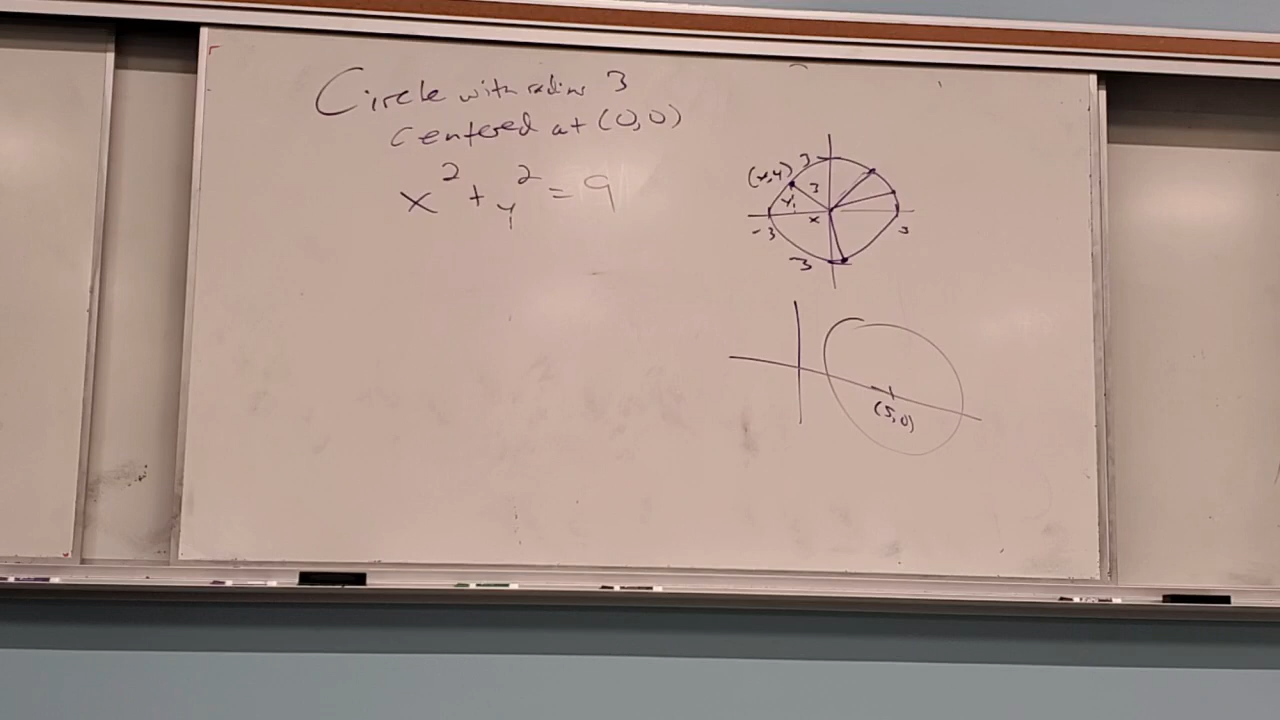 Circle with radius 3
centered at (0,0)
x² + y² = 9
3
(x,y)
3
y
x
-3
3
-3
(5,0)